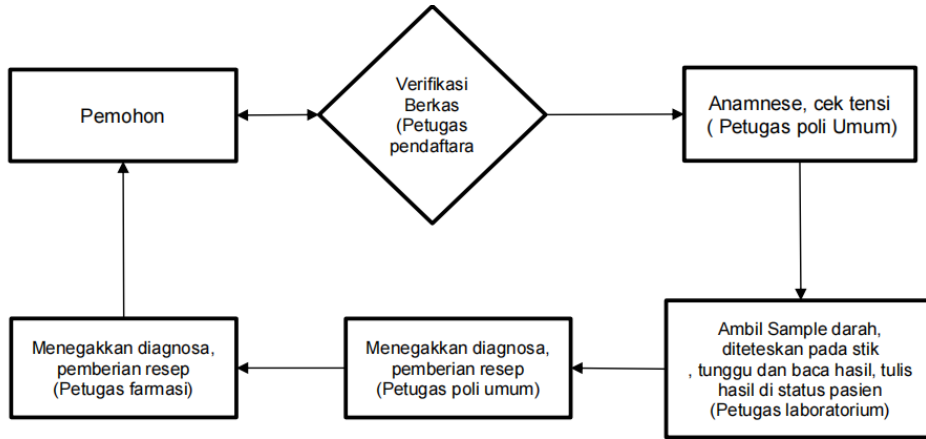 Pemohon
Verifikasi
Berkas
(Petugas
pendaftara
Anamnese, cek tensi
( Petugas poli Umum)
Ambil Sample darah,
diteteskan pada stik
, tunggu dan baca hasil, tulis
hasil di status pasien
(Petugas laboratorium)
Menegakkan diagnosa,
pemberian resep
(Petugas poli umum)
Menegakkan diagnosa,
pemberian resep
(Petugas farmasi)